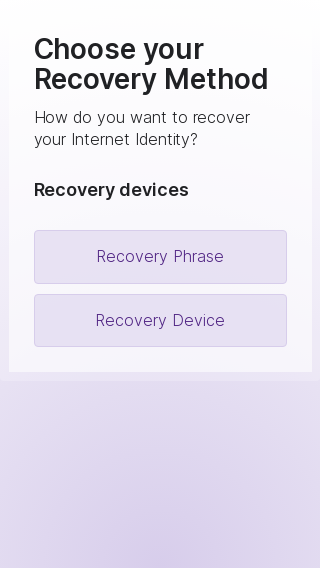 Choose your
Recovery Method
How do you want to recover
your Internet Identity?
Recovery devices
Recovery Phrase
Recovery Device